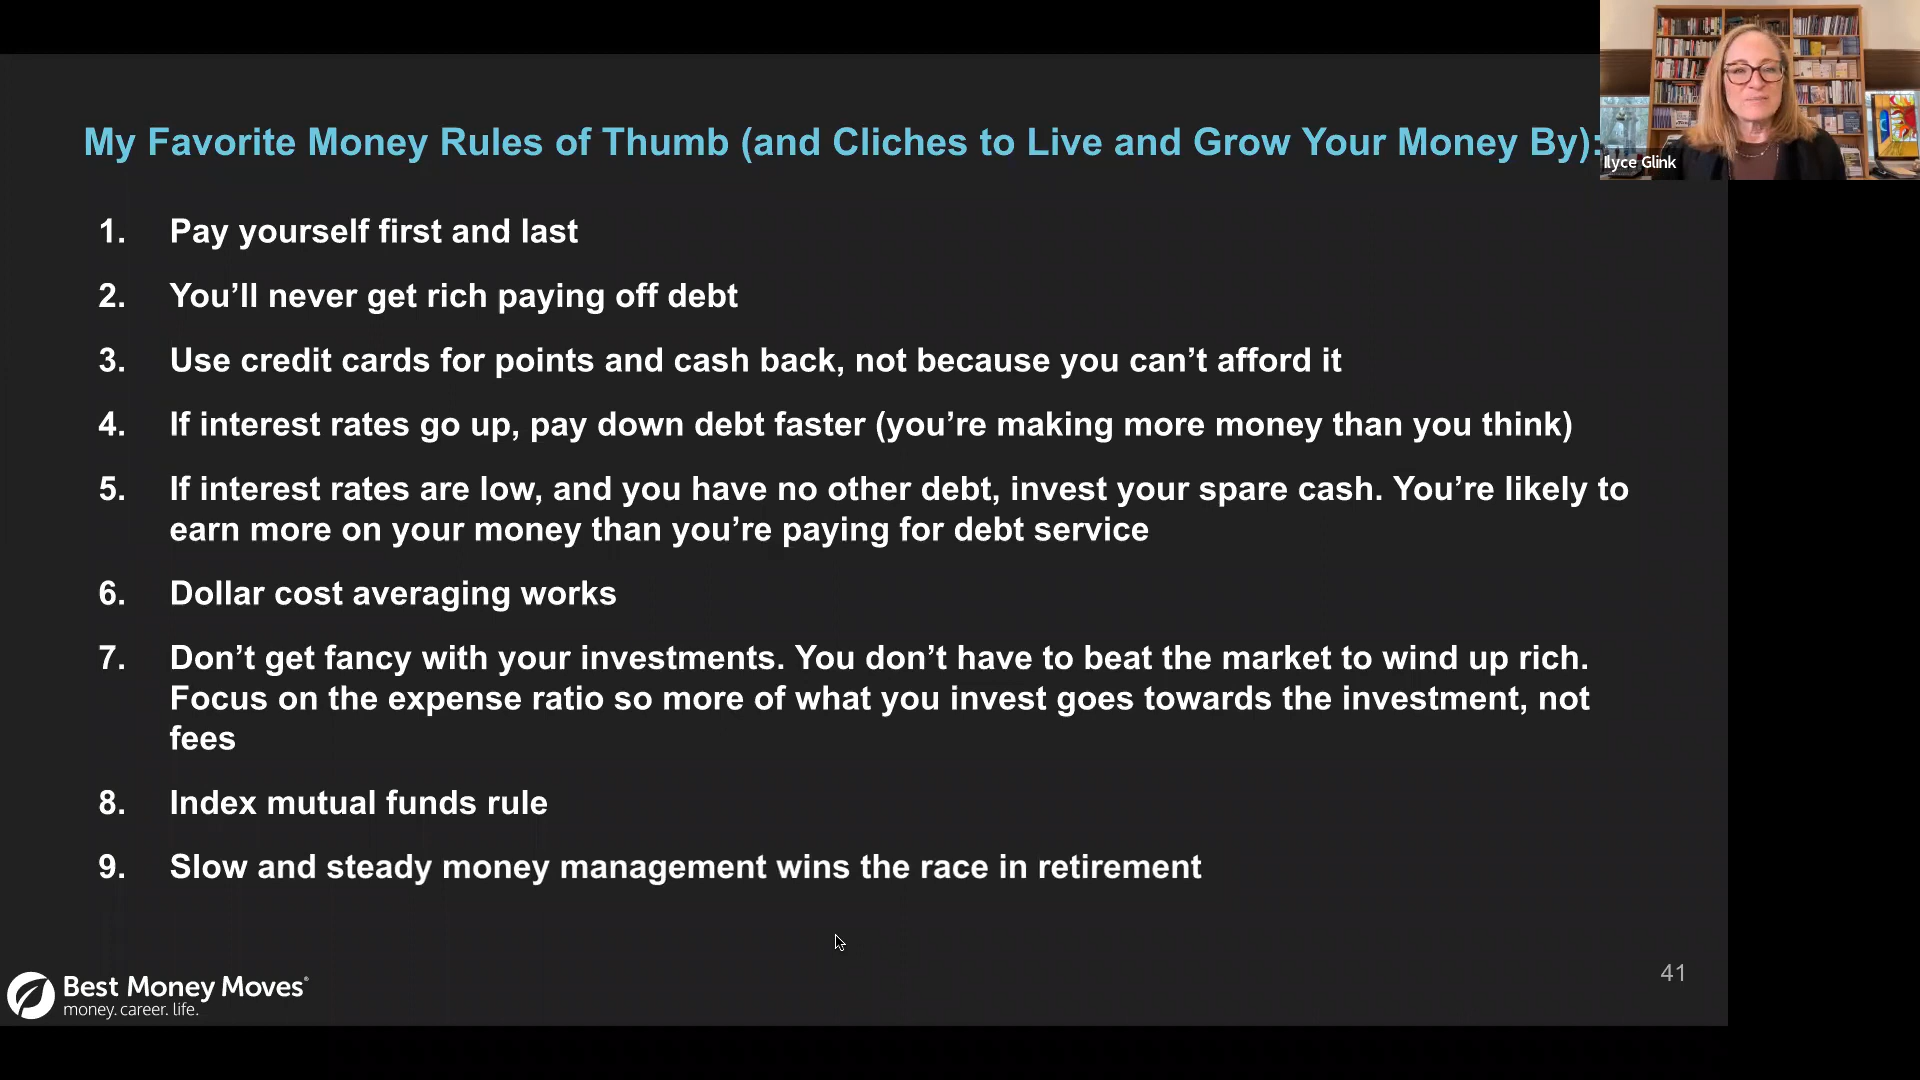 My Favorite Money Rules of Thumb (and Cliches to Live and Grow Your Money By):
Ilyce Glink
1. Pay yourself first and last
2. You’ll never get rich paying off debt
3. Use credit cards for points and cash back, not because you can’t afford it
4. If interest rates go up, pay down debt faster (you’re making more money than you think)
5. If interest rates are low, and you have no other debt, invest your spare cash. You’re likely to
earn more on your money than you’re paying for debt service
6. Dollar cost averaging works
7. Don’t get fancy with your investments. You don’t have to beat the market to wind up rich.
Focus on the expense ratio so more of what you invest goes towards the investment, not
fees
8. Index mutual funds rule
9. Slow and steady money management wins the race in retirement
Best Money Moves®
money. career. life.
41